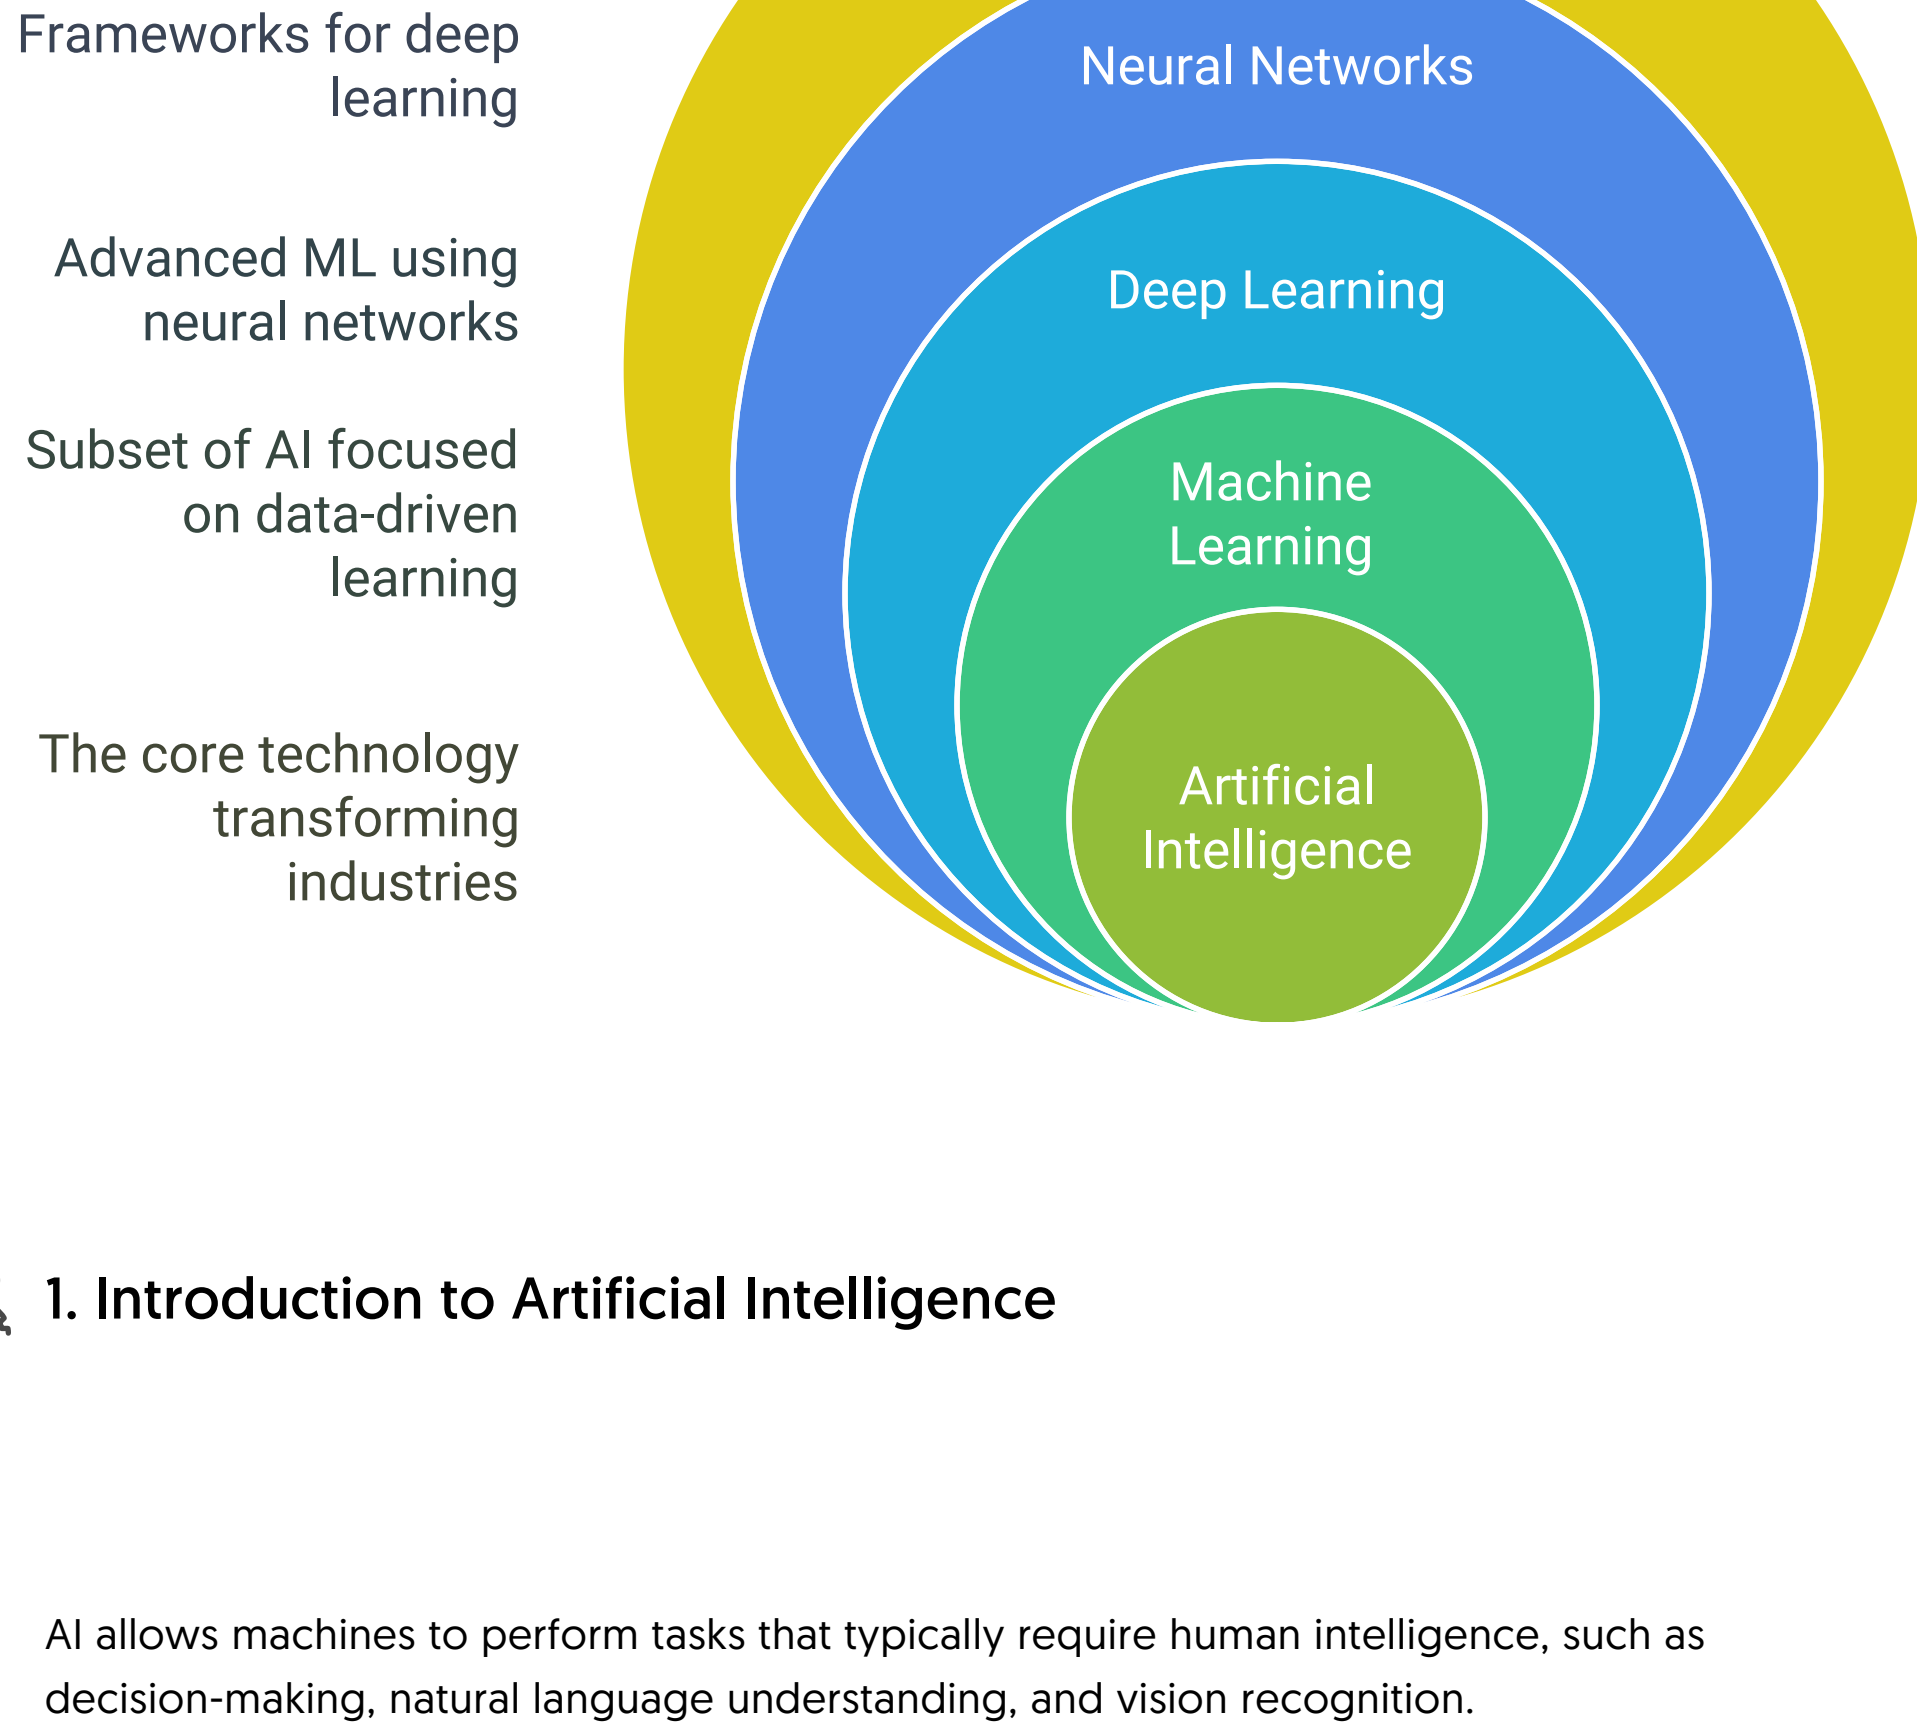 Frameworks for deep
learning
Neural Networks
Advanced ML using
neural networks
Deep Learning
Subset of AI focused
on data-driven
learning
Machine
Learning
The core technology
transforming
industries
Artificial
Intelligence
1. Introduction to Artificial Intelligence
AI allows machines to perform tasks that typically require human intelligence, such as
decision-making, natural language understanding, and vision recognition.